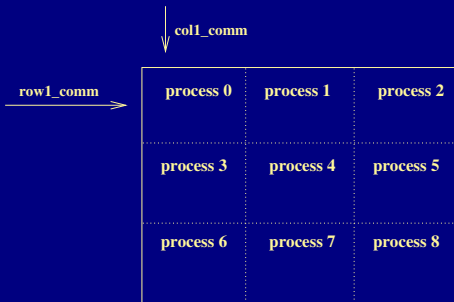 col1_comm
row1_comm
process 0 process 1 process 2
process 3 process 4 process 5
process 6 process 7 process 8